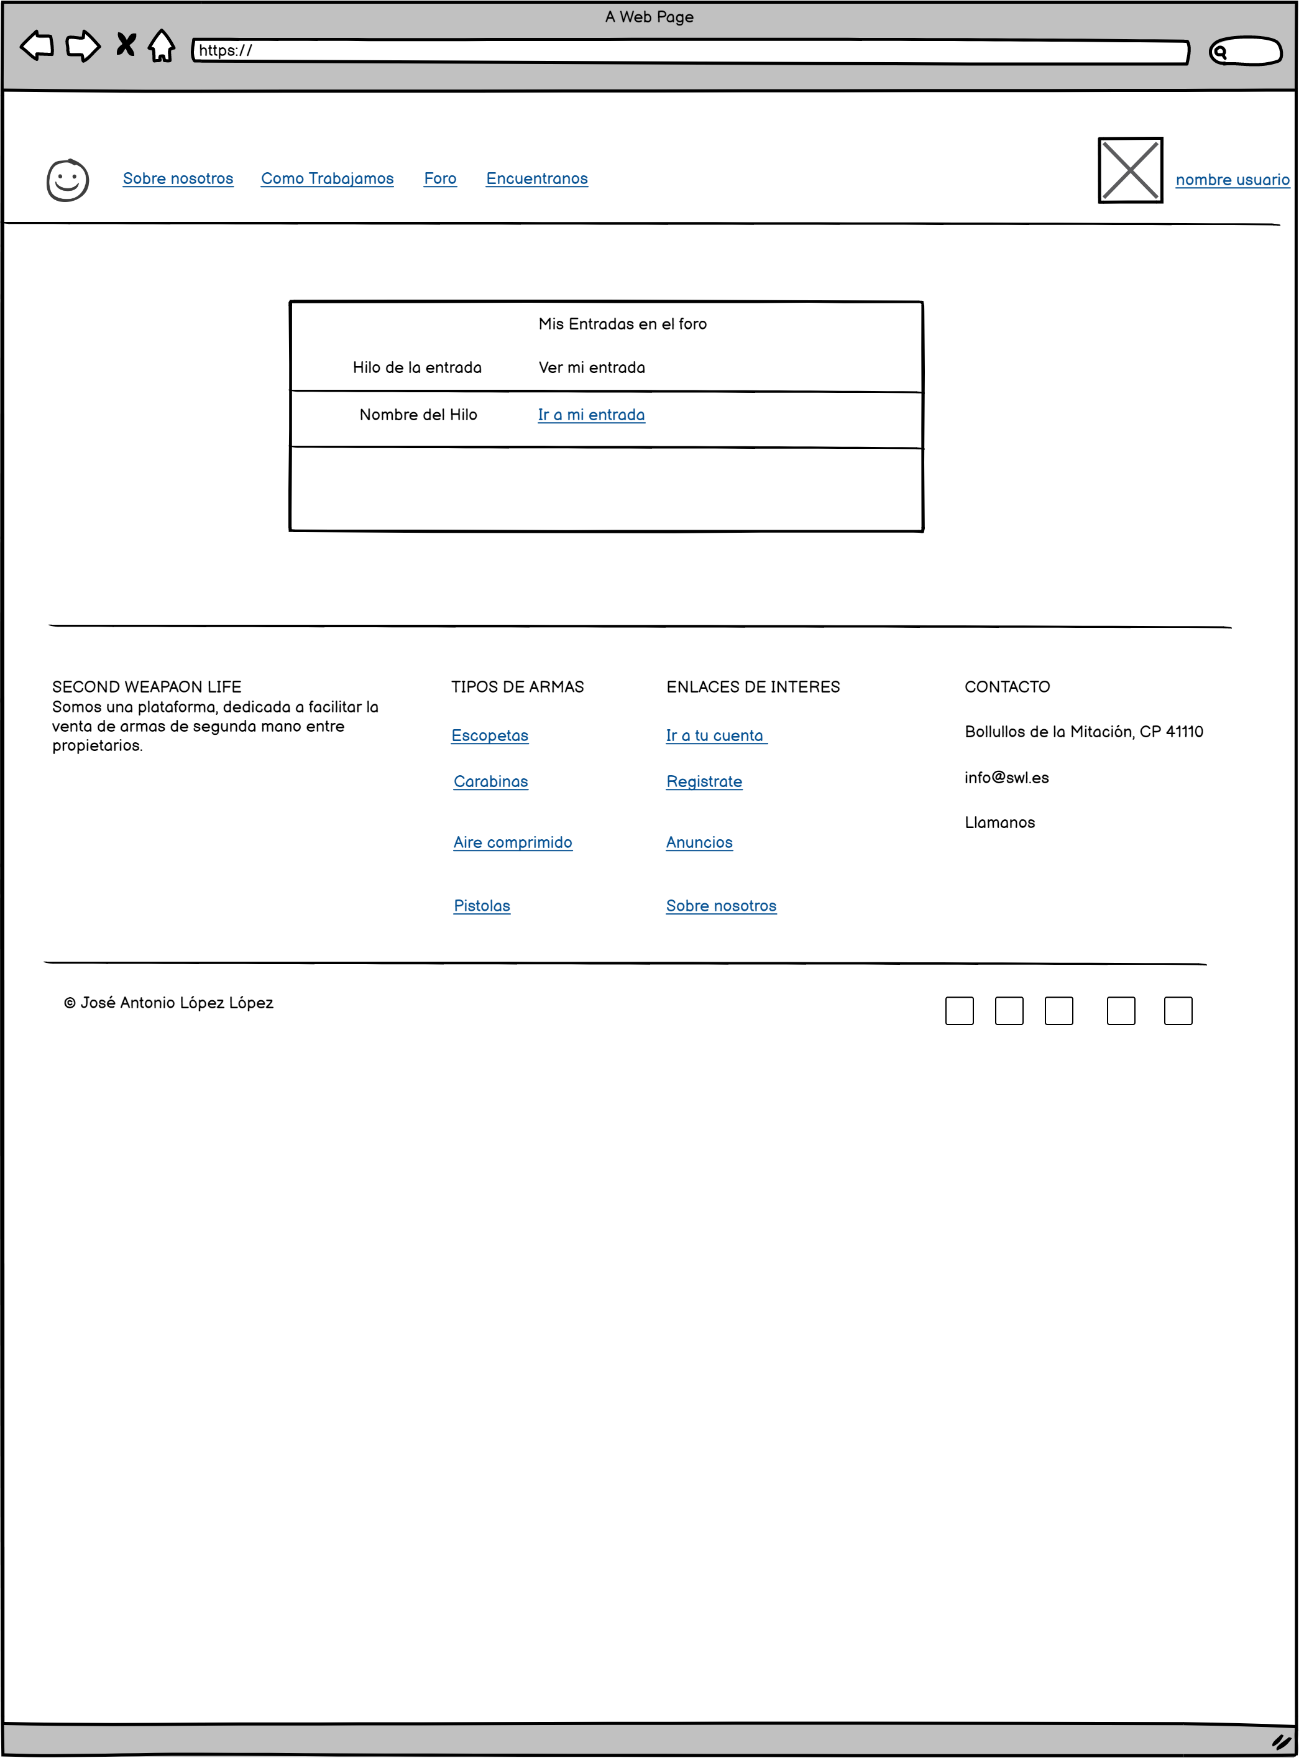 A Web Page
https://
Sobre nosotros
Como Trabajamos
Foro
Encuentranos
nombre usuario
Mis Entradas en el foro
Hilo de la entrada
Ver mi entrada
Nombre del Hilo
Ir a mi entrada
SECOND WEAPAON LIFE
Somos una plataforma, dedicada a facilitar la
venta de armas de segunda mano entre
propietarios.
TIPOS DE ARMAS
Escopetas
Carabinas
Aire comprimido
Pistolas
ENLACES DE INTERES
Ir a tu cuenta
Registrate
Anuncios
Sobre nosotros
CONTACTO
Bollullos de la Mitación, CP 41110
info@swl.es
Llamanos
© José Antonio López López